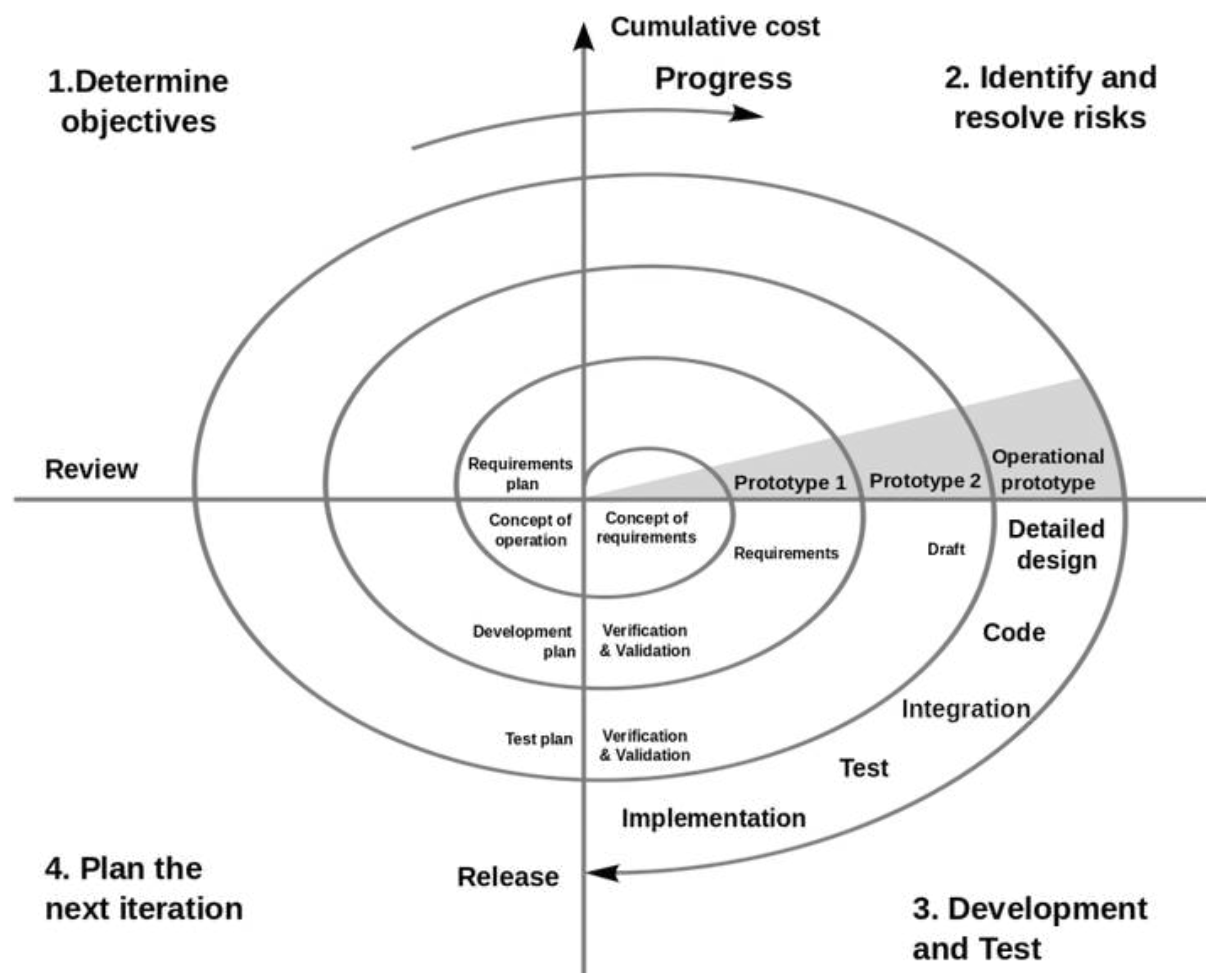 Cumulative cost
1.Determine
objectives
Progress
2. Identify and
resolve risks
Review
Requirements
plan
Prototype 1
Prototype 2
Operational
prototype
Concept of
operation
Concept of
requirements
Requirements
Draft
Detailed
design
Development
plan
Verification
& Validation
Code
Integration
Test plan
Verification
& Validation
Test
Implementation
4. Plan the
next iteration
Release
3. Development
and Test